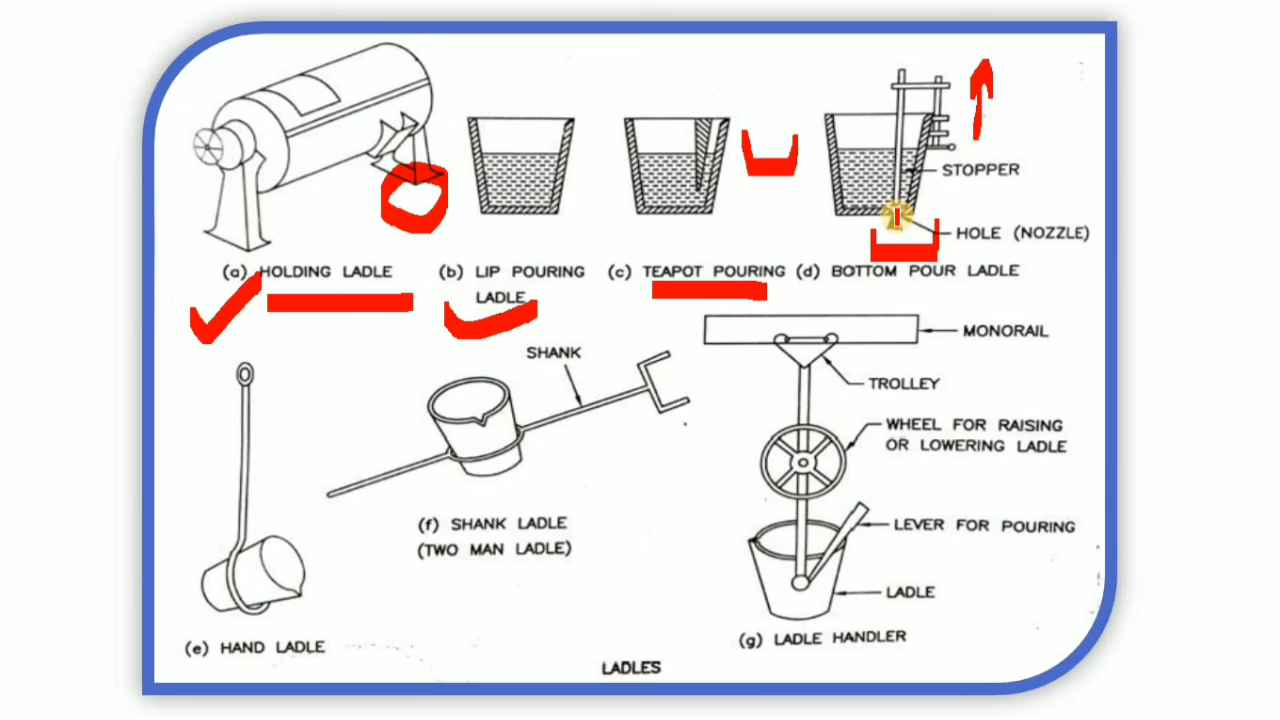 STOPPER
HOLE (NOZZLE)
(a) HOLDING LADLE
(b) LIP POURING
LADLE
(c) TEAPOT POURING
(d) BOTTOM POUR LADLE
SHANK
MONORAIL
TROLLEY
WHEEL FOR RAISING
OR LOWERING LADLE
(f) SHANK LADLE
(TWO MAN LADLE)
LEVER FOR POURING
LADLE
(e) HAND LADLE
(g) LADLE HANDLER
LADLES